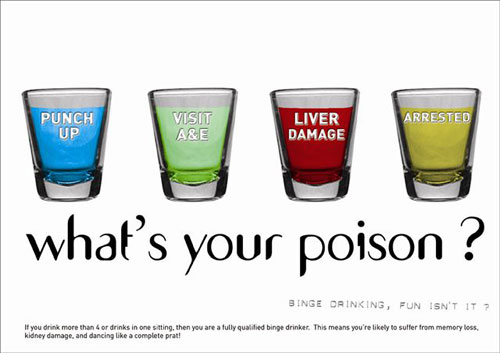 PUNCH
UP
VISIT
A&E
LIVER
DAMAGE
ARRESTED
what's your poison ?
BINGE DRINKING, FUN ISN'T IT ?
If you drink more than 4 or drinks in one sitting, then you are a fully qualified binge drinker. This means you're likely to suffer from memory loss,
kidney damage, and dancing like a complete prat!